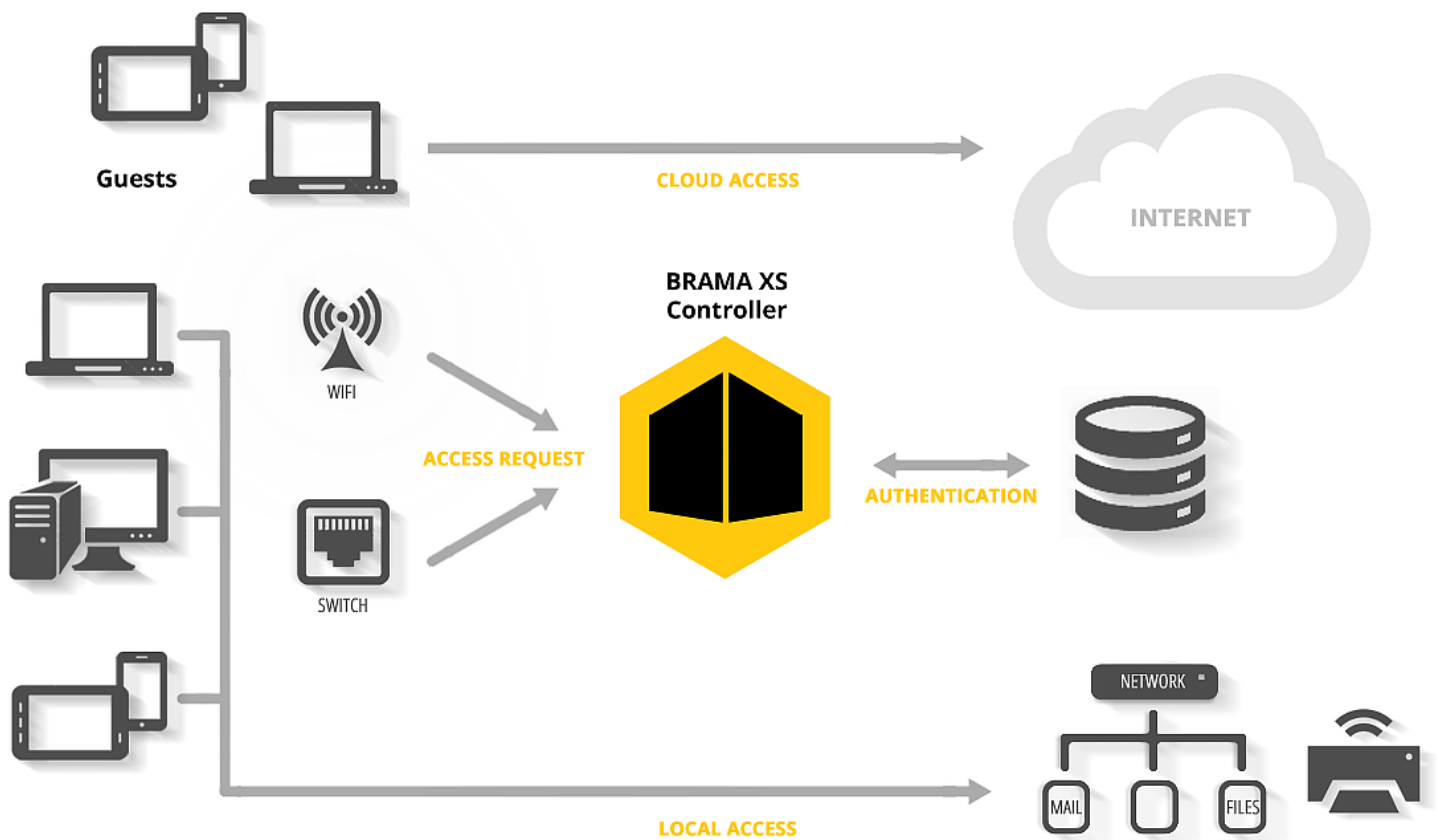 Guests
CLOUD ACCESS
INTERNET
BRAMA XS
Controller
WIFI
ACCESS REQUEST
AUTHENTICATION
SWITCH
NETWORK
MAIL
FILES
LOCAL ACCESS